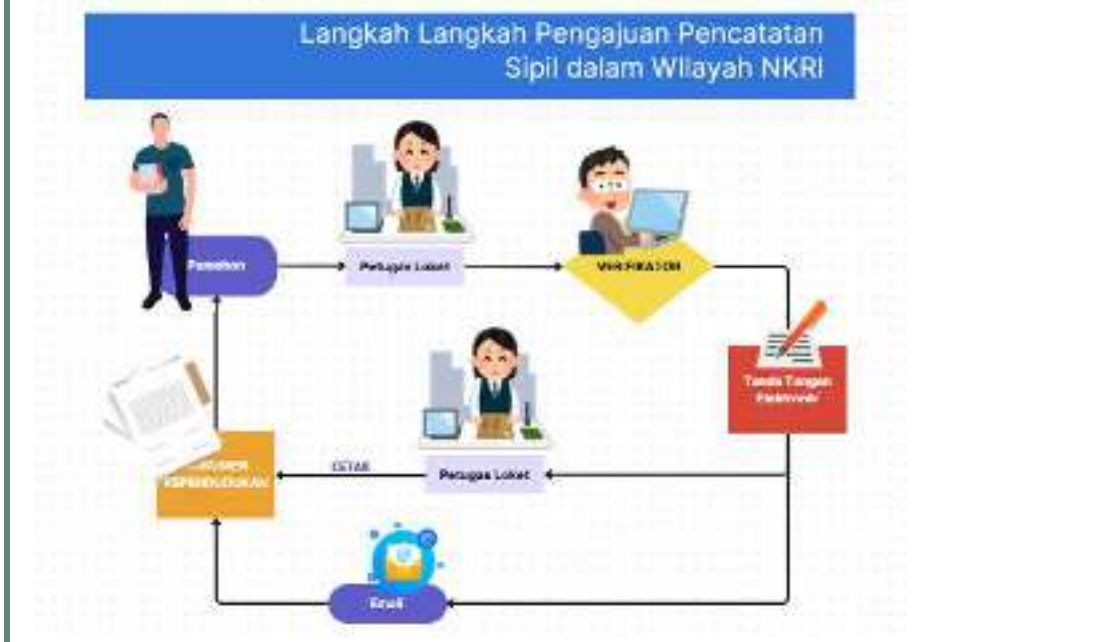 Langkah Langkah Pengajuan Pencatatan
Sipil dalam WIlayah NKRI
Pemohon
Petugas Loket
VERIFIKATOR
Tanda Tangan
Elektronik
Petugas Loket
CETAK
KEPENDUDUKAN
Email